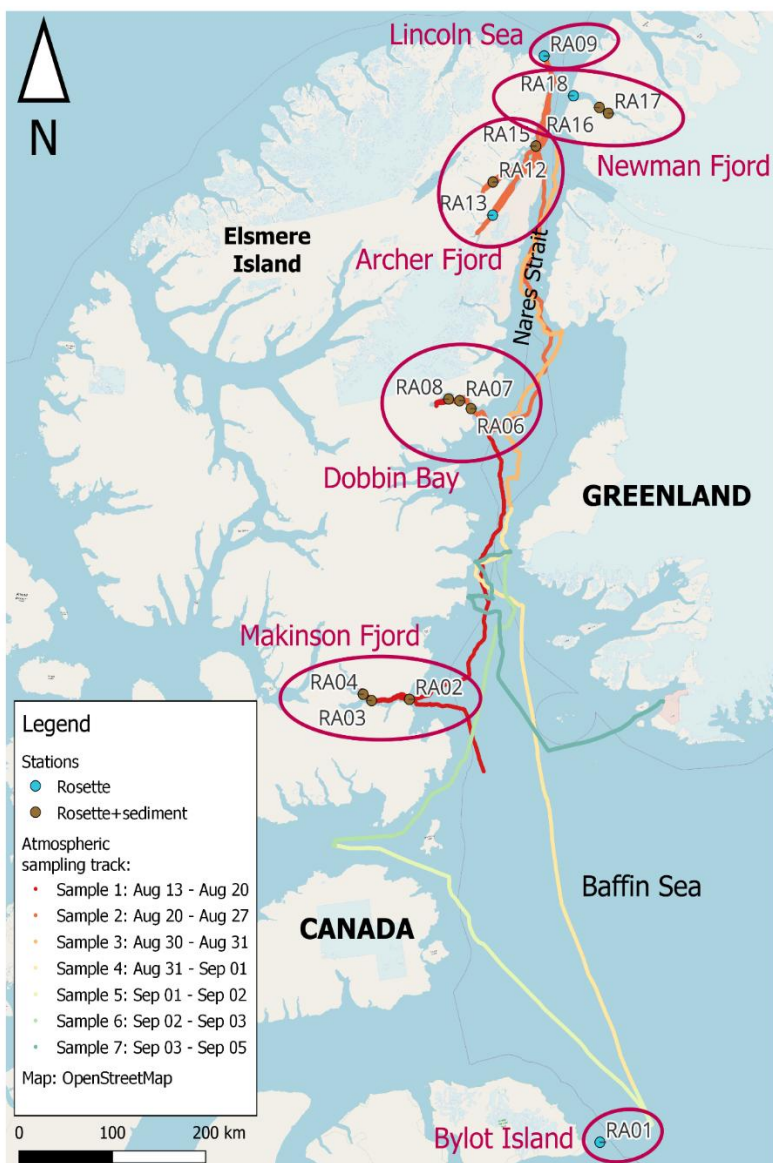 Lincoln Sea
RA09
N
RA18
RA17
RA16
RA15
RA12
RA13
Newman Fjord
Archer Fjord
Elsmere
Island
Nares Strait
RA08
RA07
RA06
Dobbin Bay
GREENLAND
Makinson Fjord
RA04
RA02
RA03
Legend
Stations
Rosette
Rosette+sediment
Atmospheric
sampling track:
Sample 1: Aug 13 - Aug 20
Sample 2: Aug 20 - Aug 27
Sample 3: Aug 30 - Aug 31
Sample 4: Aug 31 - Sep 01
Sample 5: Sep 01 - Sep 02
Sample 6: Sep 02 - Sep 03
Sample 7: Sep 03 - Sep 05
Map: OpenStreetMap
Baffin Sea
CANADA
0 100 200 km
Bylot Island
RA01